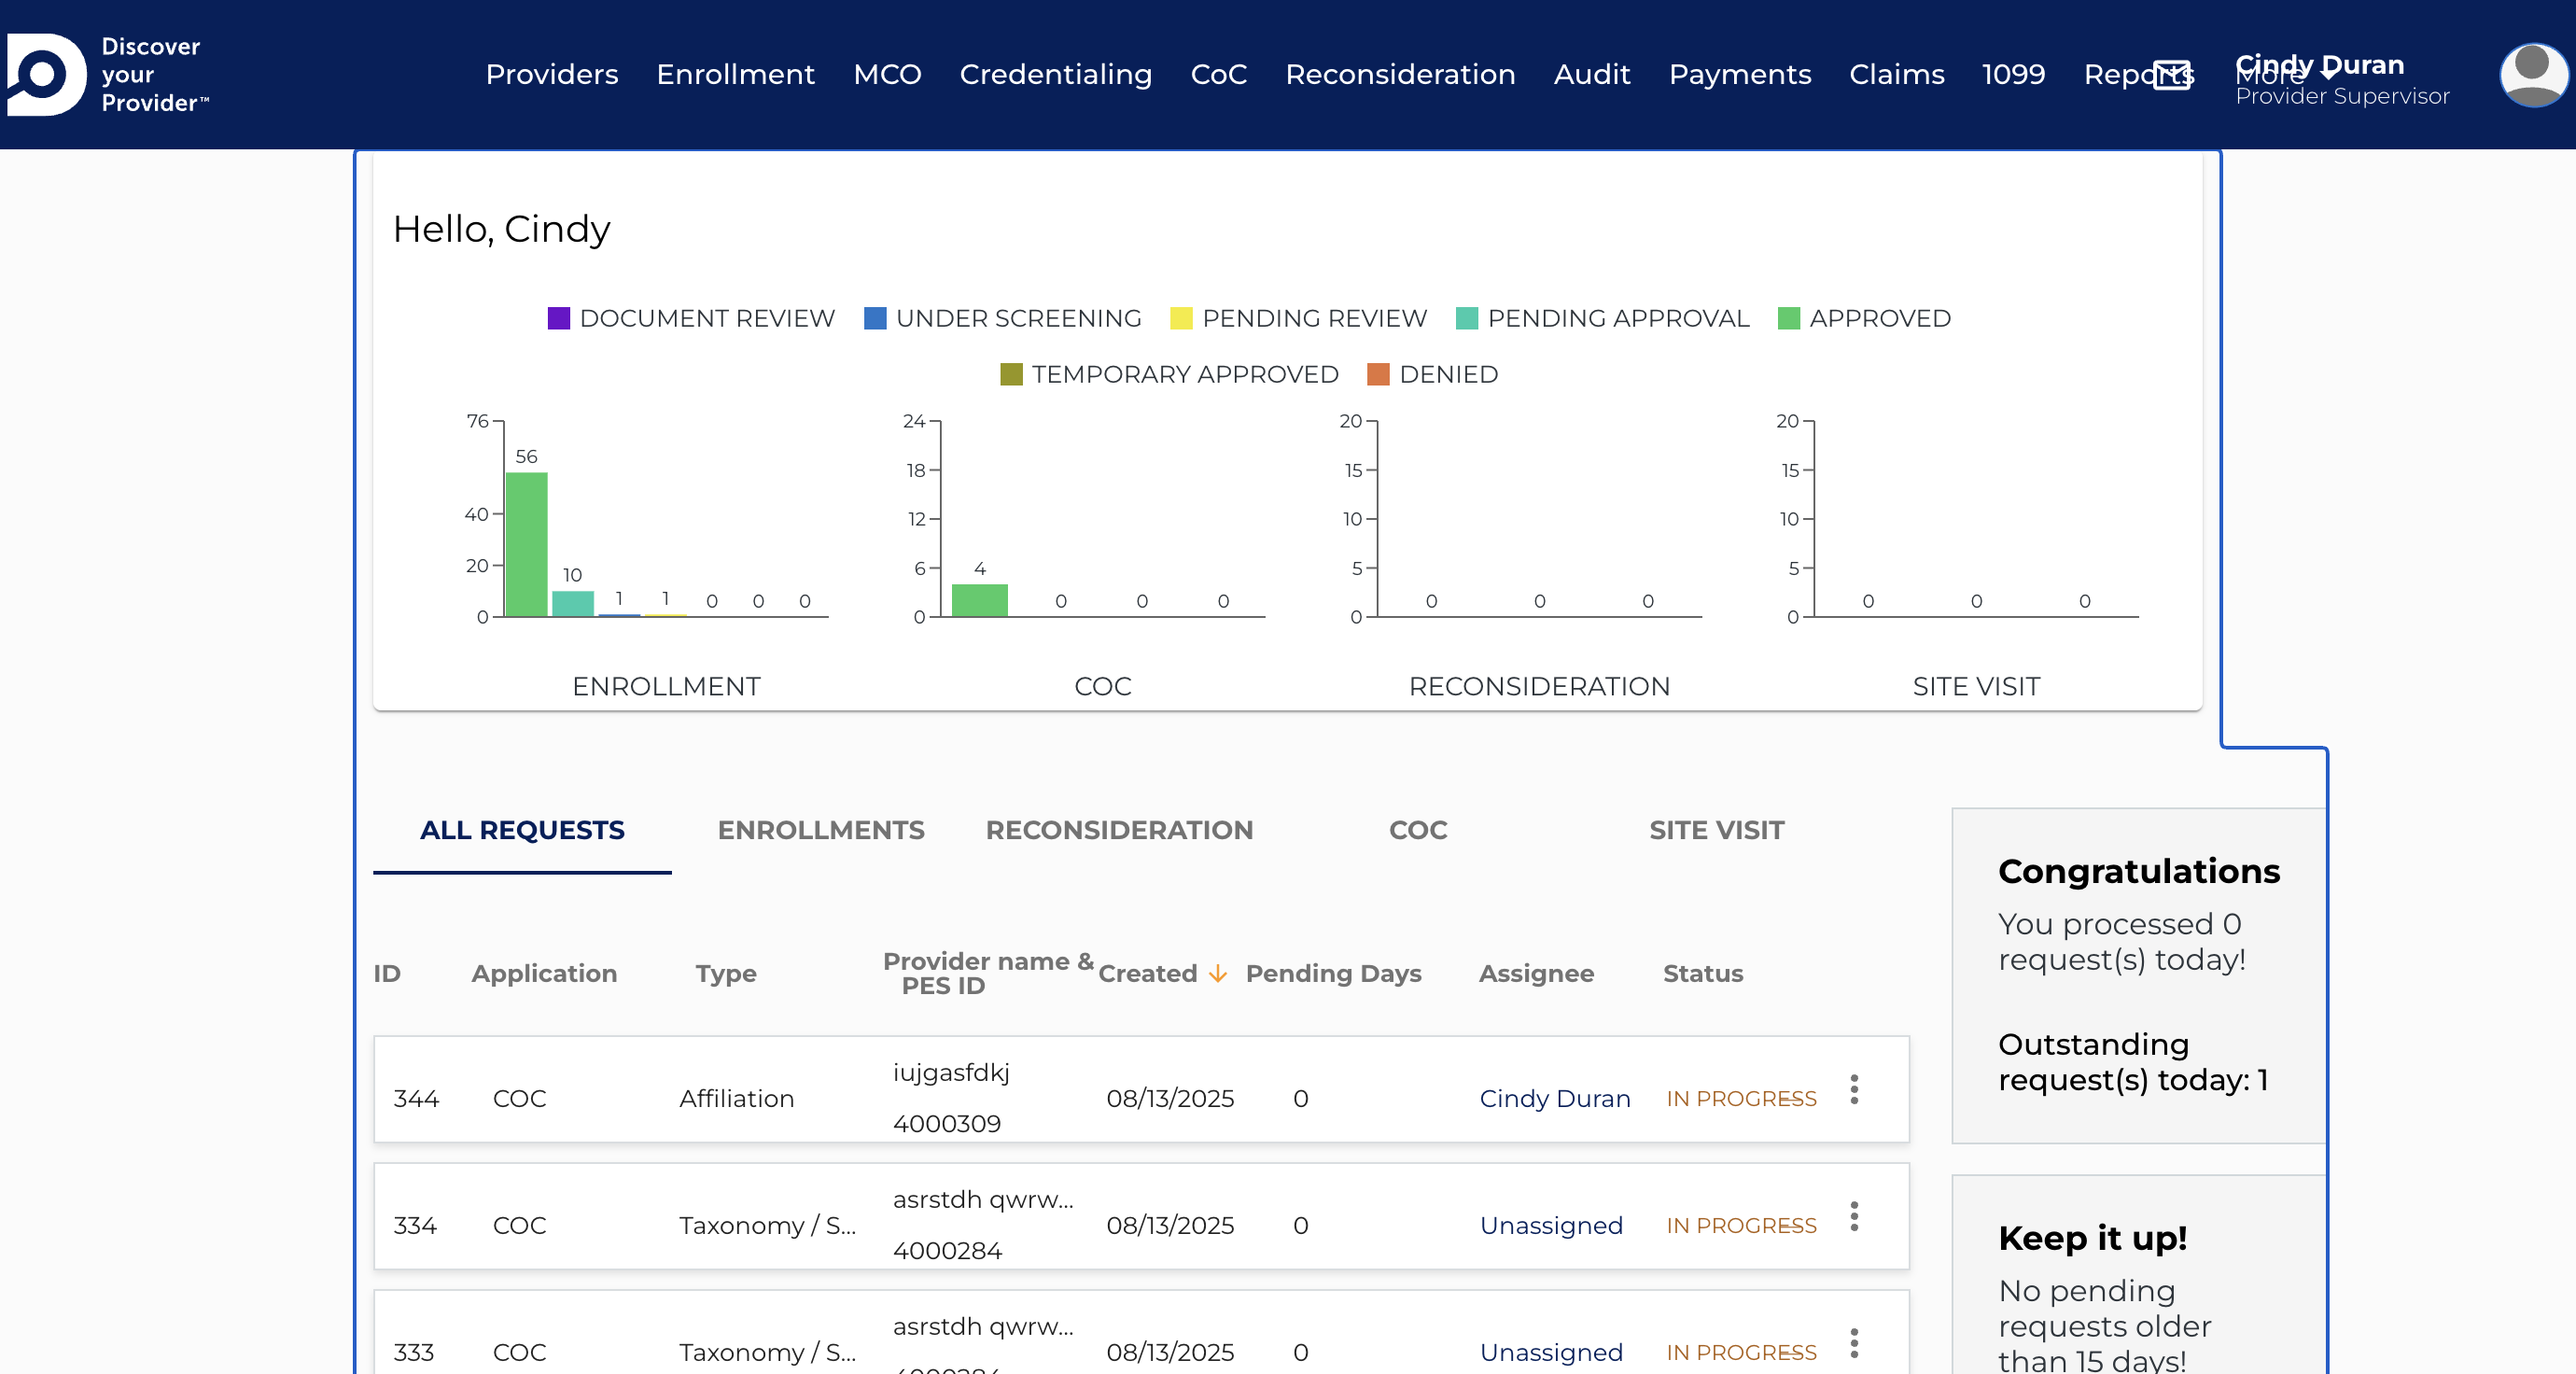 Discover
your
Provider™
Providers Enrollment MCO Credentialing CoC Reconsideration Audit Payments Claims 1099 Reports More
Cindy Duran
Provider Supervisor
Hello, Cindy
DOCUMENT REVIEW UNDER SCREENING PENDING REVIEW PENDING APPROVAL APPROVED
TEMPORARY APPROVED DENIED
76
56
40
20
0
10
1
1
0
0
0
ENROLLMENT
24
18
12
6
0
4
0
0
0
COC
20
15
10
5
0
0
0
0
RECONSIDERATION
20
15
10
5
0
0
0
0
SITE VISIT
ALL REQUESTS ENROLLMENTS RECONSIDERATION COC SITE VISIT
ID Application Type Provider name & PES ID Created Pending Days Assignee Status
iujgasfdkj
344 COC Affiliation 08/13/2025 0 Cindy Duran IN PROGRESS
4000309
asrstdh qwrw...
334 COC Taxonomy / S... 08/13/2025 0 Unassigned IN PROGRESS
4000284
asrstdh qwrw...
333 COC Taxonomy / S... 08/13/2025 0 Unassigned IN PROGRESS
Congratulations
You processed 0
request(s) today!
Outstanding
request(s) today: 1
Keep it up!
No pending
requests older
than 15 days!